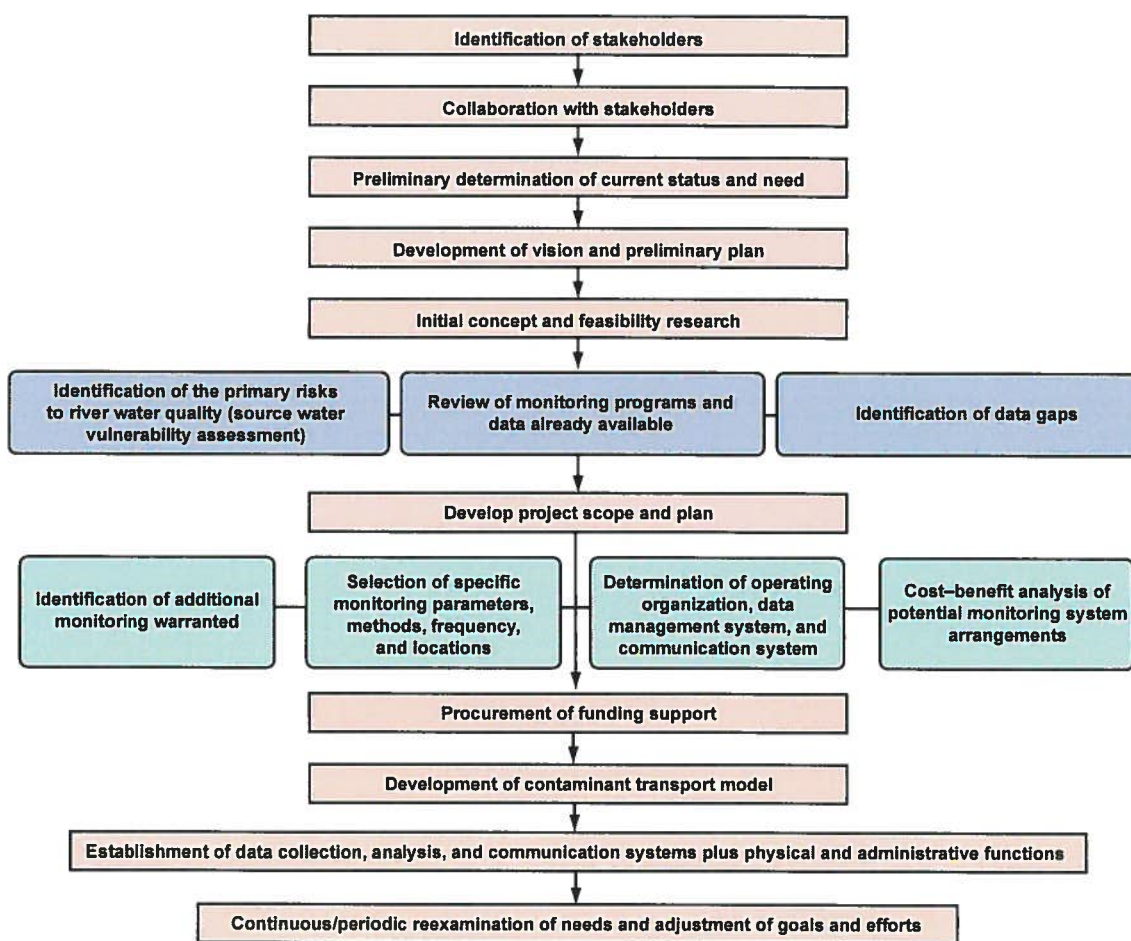 Identification of stakeholders
Collaboration with stakeholders
Preliminary determination of current status and need
Development of vision and preliminary plan
Initial concept and feasibility research
Identification of the primary risks
to river water quality (source water
vulnerability assessment)
Review of monitoring programs and
data already available
Identification of data gaps
Develop project scope and plan
Identification of additional
monitoring warranted
Selection of specific
monitoring parameters,
methods, frequency,
and locations
Determination of operating
organization, data
management system, and
communication system
Cost–benefit analysis of
potential monitoring system
arrangements
Procurement of funding support
Development of contaminant transport model
Establishment of data collection, analysis, and communication systems plus physical and administrative functions
Continuous/periodic reexamination of needs and adjustment of goals and efforts